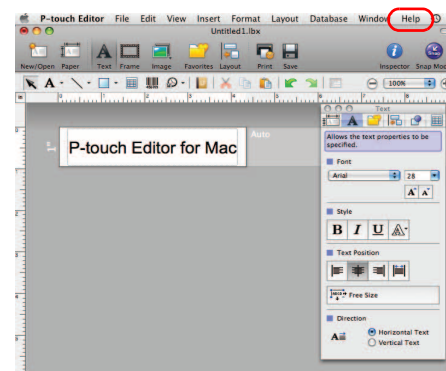 P-touch Editor File Edit View Insert Format Layout Database Window Help
Untitled1.lbx
New/Open Paper Text Frame Image Favorites Layout Print Save Inspector Snap Mod
A 100%
Auto
1"
P-touch Editor for Mac
Text
Allows the text properties to be specified.
Font
Arial 28
A A
Style
B I U A
Text Position
Free Size
Direction
A Horizontal Text
Vertical Text